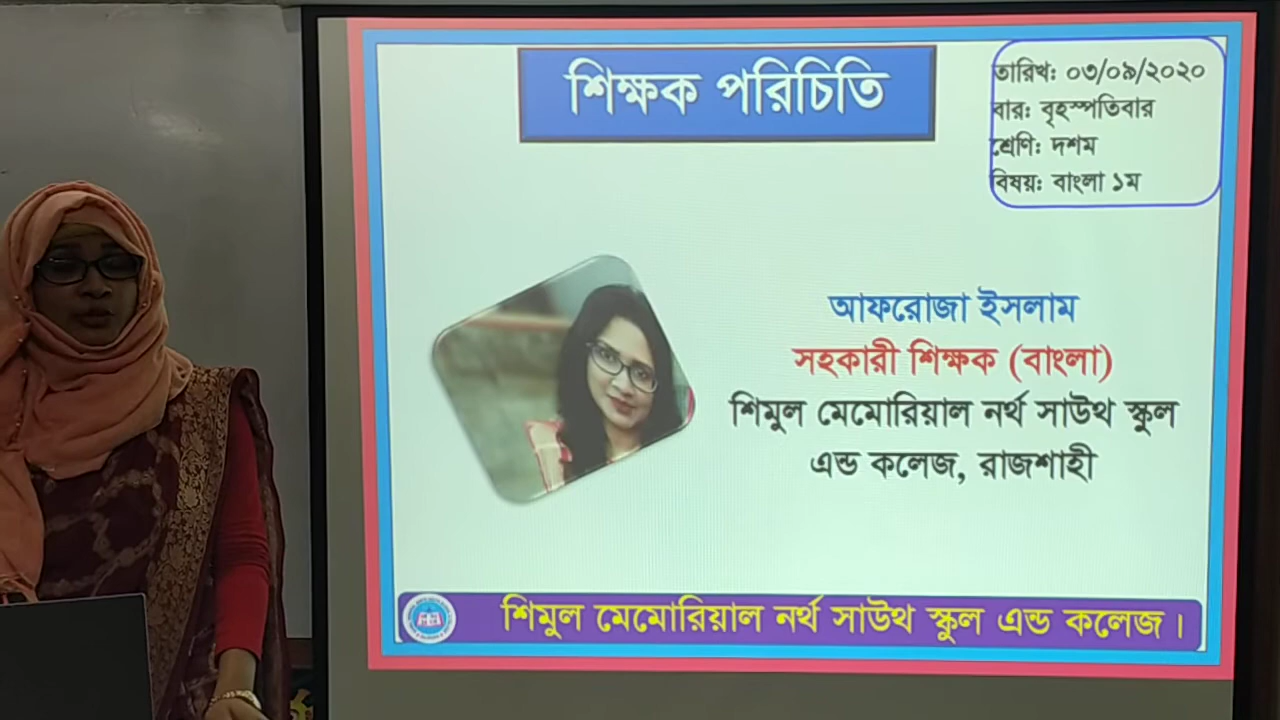 শিক্ষক পরিচিতি
তারিখ: ০৩/০৯/২০২০
বার: বৃহস্পতিবার
শ্রেণি: দশম
বিষয়: বাংলা ১ম
আফরোজা ইসলাম
সহকারী শিক্ষক (বাংলা)
শিমুল মেমোরিয়াল নর্থ সাউথ স্কুল
এন্ড কলেজ, রাজশাহী
শিমুল মেমোরিয়াল নর্থ সাউথ স্কুল এন্ড কলেজ।